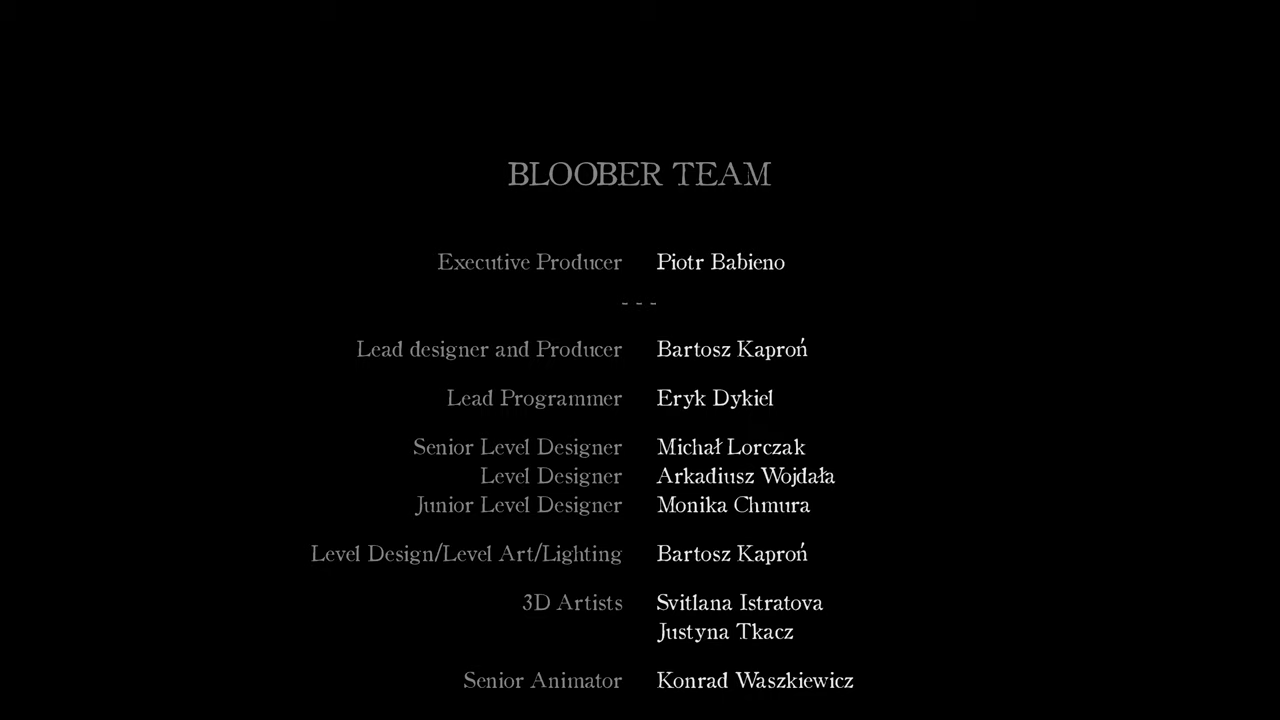 BLOOBER TEAM
Executive Producer Piotr Babieno
- - -
Lead designer and Producer Bartosz Kaproń
Lead Programmer Eryk Dykiel
Senior Level Designer Michał Lorczak
Level Designer Arkadiusz Wojdała
Junior Level Designer Monika Chmura
Level Design/Level Art/Lighting Bartosz Kaproń
3D Artists Svitlana Istratova
Justyna Tkacz
Senior Animator Konrad Waszkiewicz